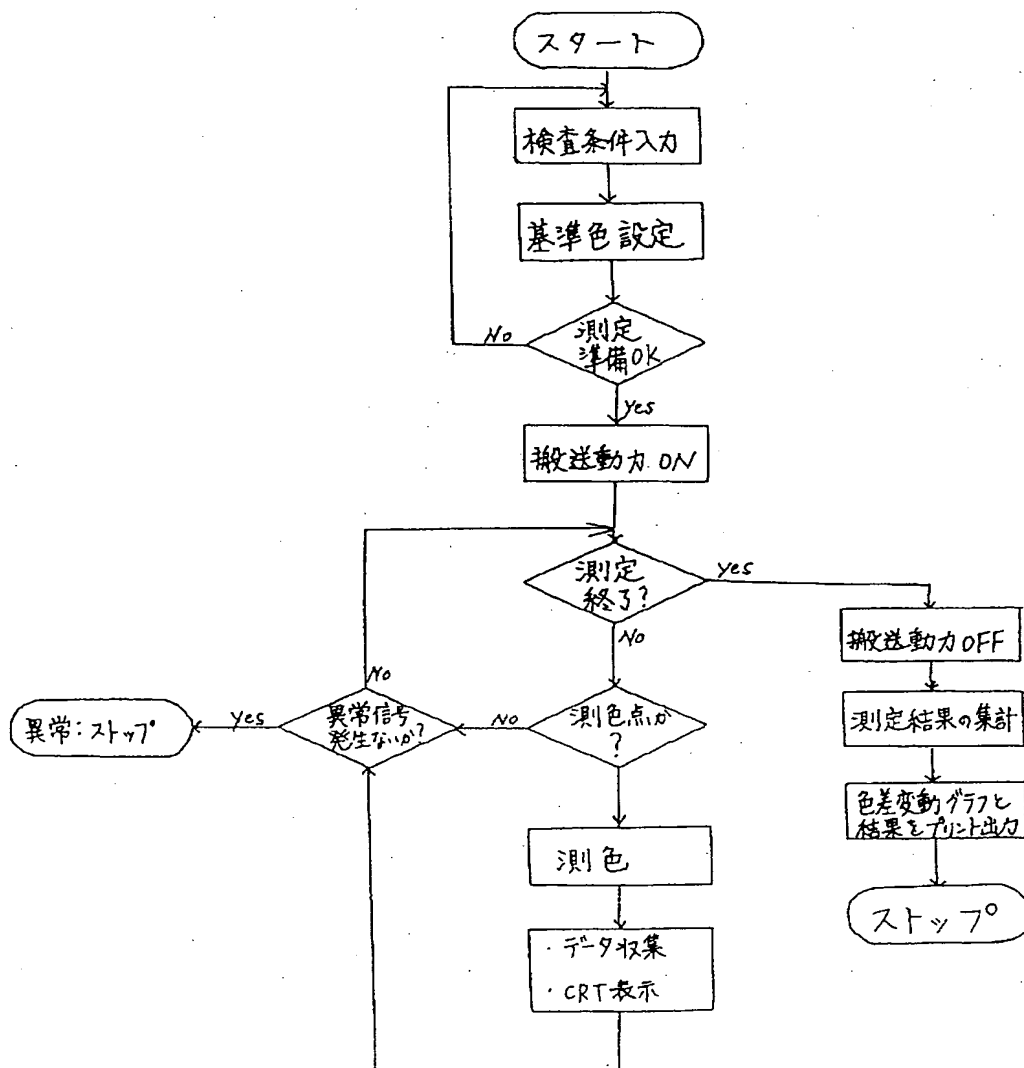 スタート
検査条件入力
基準色設定
測定
準備OK
No
yes
搬送動力 ON
測定
終了?
yes
No
搬送動力OFF
測定結果の集計
色差変動グラフと
結果をプリント出力
ストップ
測色点か
?
No
異常信号
発生ないか?
No
yes
異常:ストップ
測色
・データ収集
・CRT表示